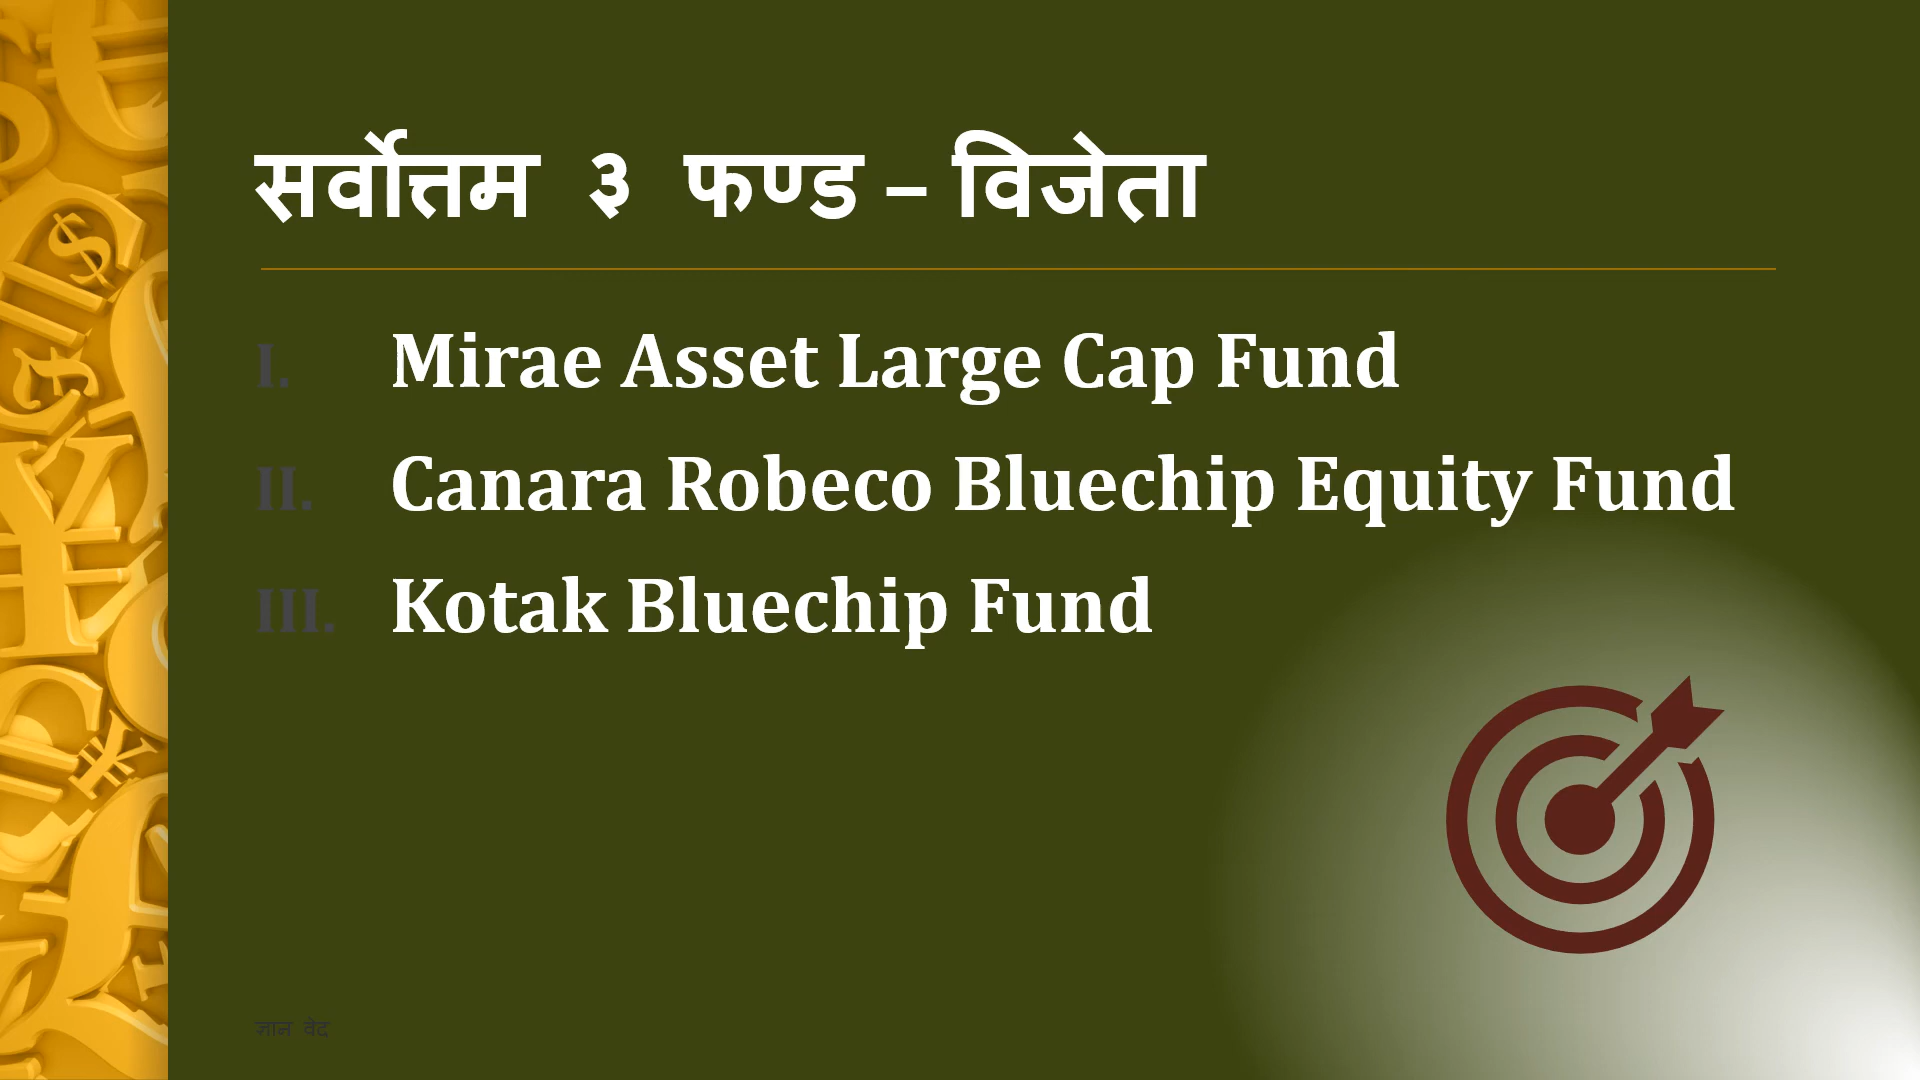 सर्वोत्तम ३ फण्ड – विजेता
I. Mirae Asset Large Cap Fund
II. Canara Robeco Bluechip Equity Fund
III. Kotak Bluechip Fund
ज्ञान वेद